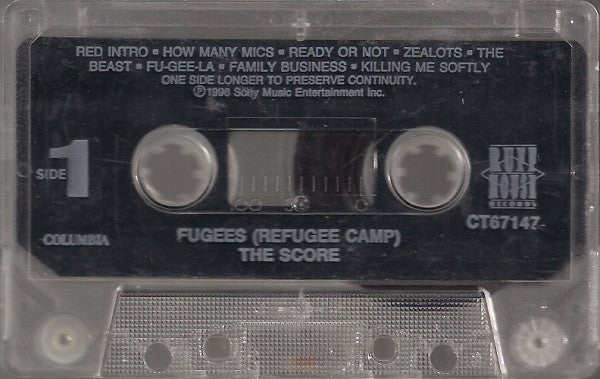 RED INTRO ▪ HOW MANY MICS ▪ READY OR NOT ▪ ZEALOTS ▪ THE
BEAST ▪ FU-GEE-LA ▪ FAMILY BUSINESS ▪ KILLING ME SOFTLY
ONE SIDE LONGER TO PRESERVE CONTINUITY.
℗1996 Sony Music Entertainment Inc.
SIDE 1
RUFF HOUSE
RECORDS
CT67147
COLUMBIA
FUGEES (REFUGEE CAMP)
THE SCORE